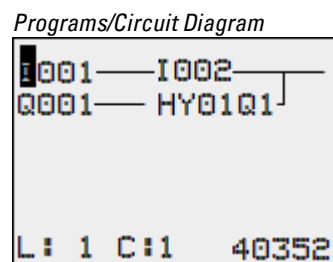 Programs/Circuit Diagram
I001——I002——
Q001—— HY01Q1
L: 1 C:1 40352